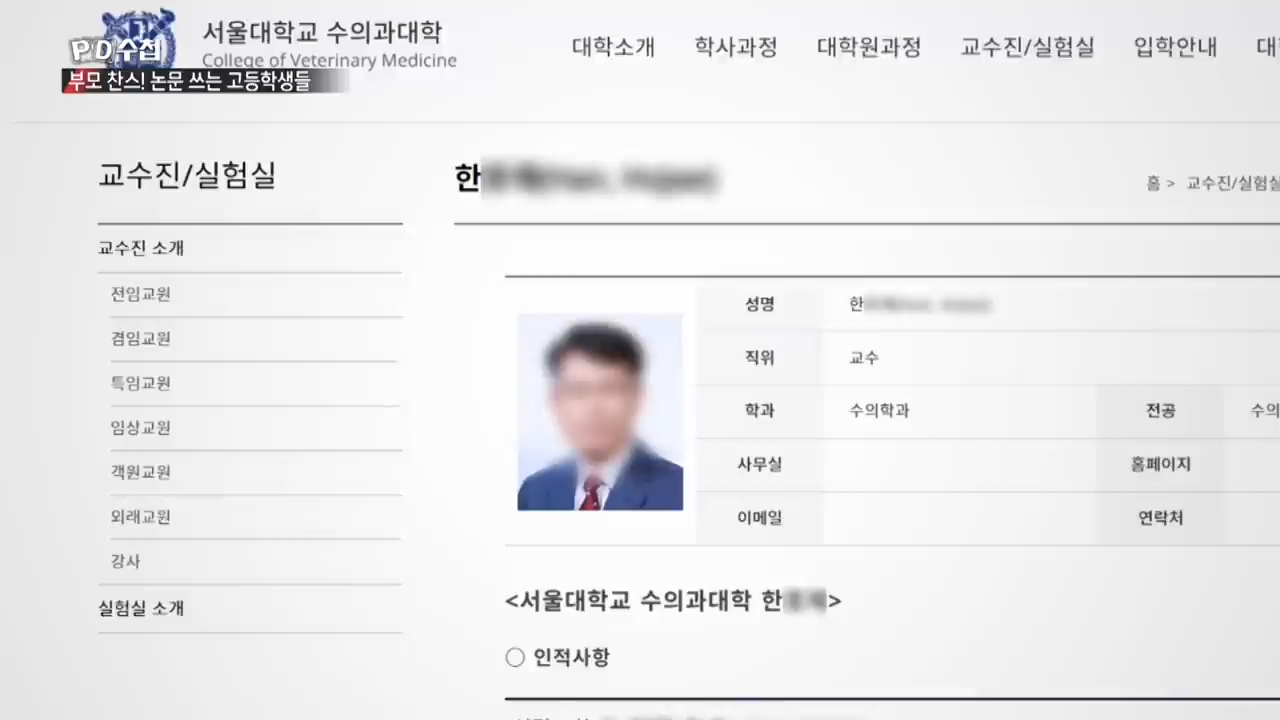 서울대학교 수의과대학
College of Veterinary Medicine
PD수첩
부모 찬스! 논문 쓰는 고등학생들
대학소개 학사과정 대학원과정 교수진/실험실 입학안내
교수진/실험실
한
홈 > 교수진/실험실
교수진 소개
전임교원
겸임교원
특임교원
임상교원
객원교원
외래교원
강사
실험실 소개
성명 한
직위 교수
학과 수의학과 전공 수의
사무실 홈페이지
이메일 연락처
<서울대학교 수의과대학 한 >
○ 인적사항